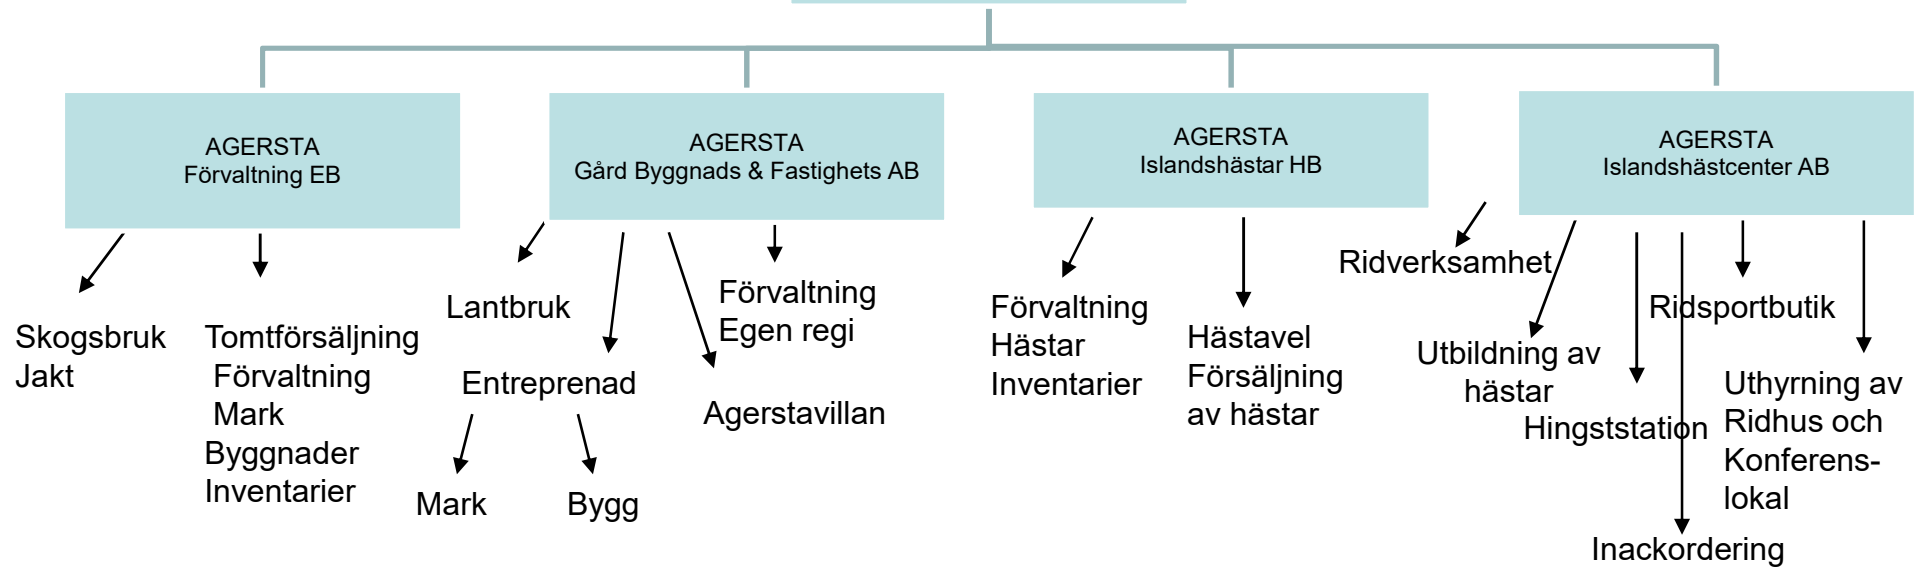 AGERSTA
Förvaltning EB
AGERSTA
Gård Byggnads & Fastighets AB
AGERSTA
Islandshästar HB
AGERSTA
Islandshästcenter AB
Skogsbruk
Jakt
Tomtförsäljning
Förvaltning
Mark
Byggnader
Inventarier
Lantbruk
Entreprenad
Mark
Bygg
Förvaltning
Egen regi
Agerstavillan
Förvaltning
Hästar
Inventarier
Hästavel
Försäljning
av hästar
Ridverksamhet
Utbildning av
hästar
Hingststation
Inackordering
Ridsportbutik
Uthyrning av
Ridhus och
Konferens-
lokal